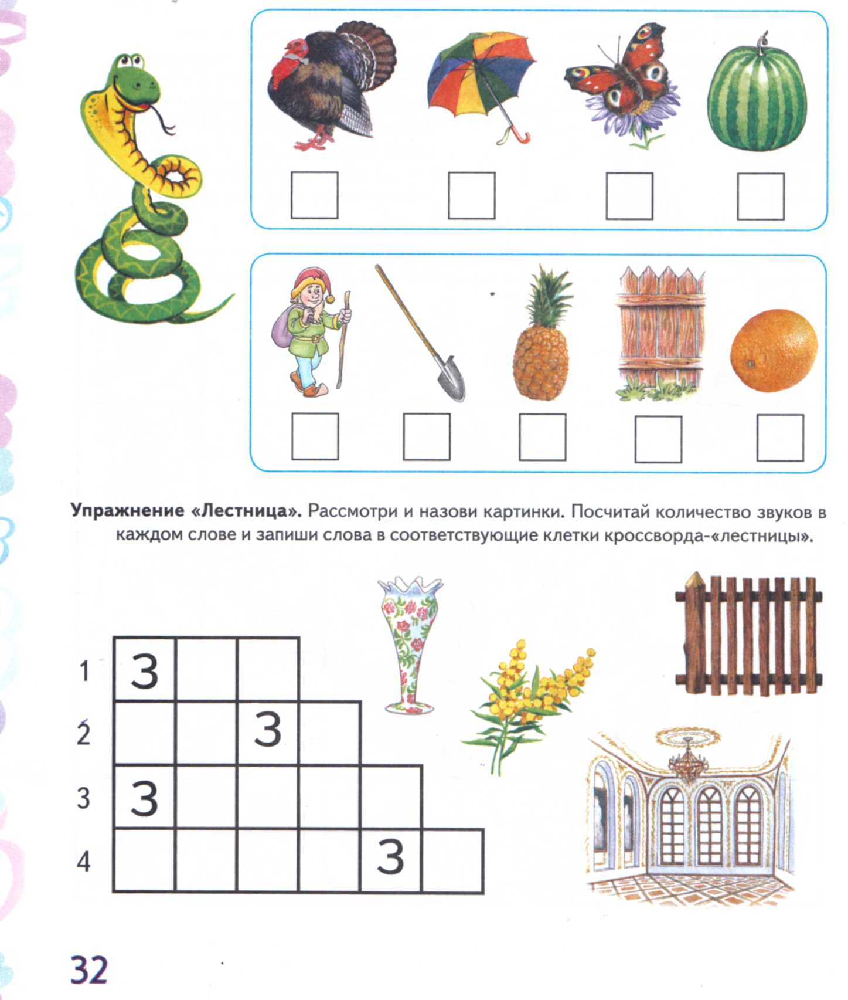 Упражнение «Лестница». Рассмотри и назови картинки. Посчитай количество звуков в
каждом слове и запиши слова в соответствующие клетки кроссворда-«лестницы».
1 З
2 З
3 З
4 З
32